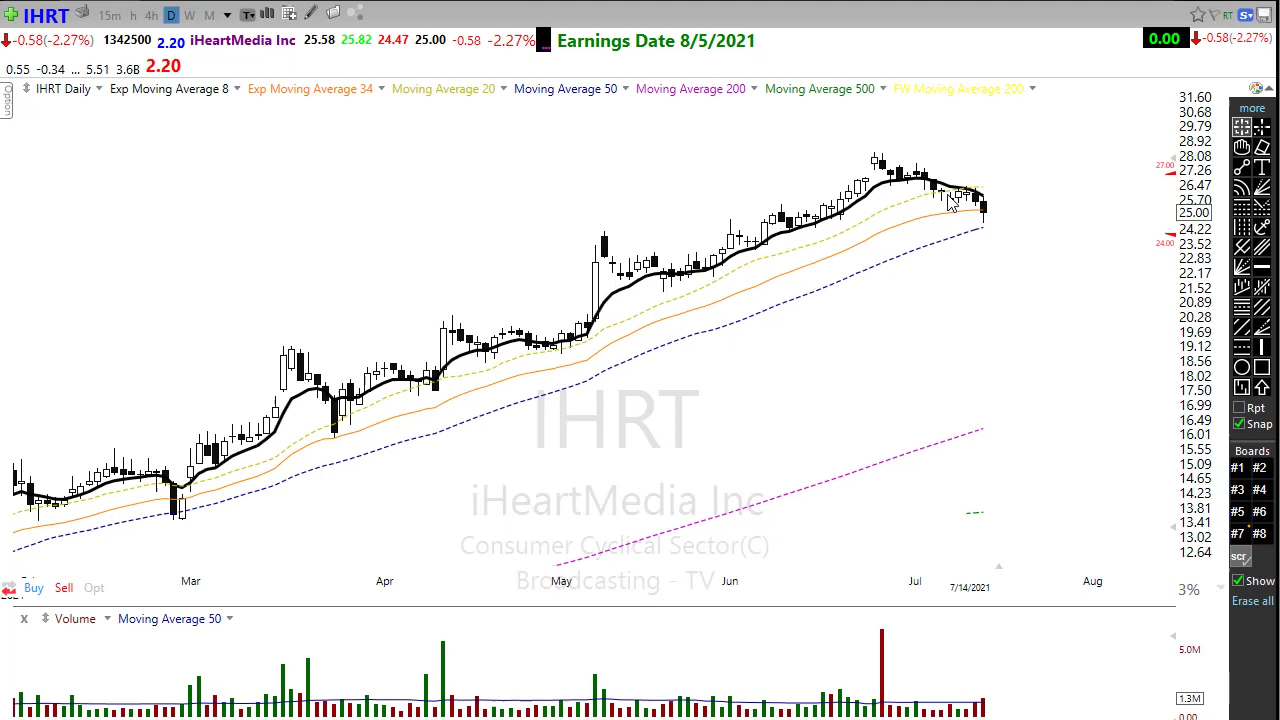 IHRT 15m h 4h D W M T RT S
-0.58(-2.27%) 1342500 2.20 iHeartMedia Inc 25.58 25.82 24.47 25.00 -0.58 -2.27% Earnings Date 8/5/2021 0.00 -0.58(-2.27%)
0.55 -0.34 ... 5.51 3.6B 2.20
Option
IHRT Daily Exp Moving Average 8 Exp Moving Average 34 Moving Average 20 Moving Average 50 Moving Average 200 Moving Average 500 FW Moving Average 200
31.60
30.68
29.79
28.92
28.08
27.26
26.47
25.70
25.00
24.22
23.52
22.83
22.17
21.52
20.89
20.28
19.69
19.12
18.56
18.02
17.50
16.99
16.49
16.01
15.55
15.09
14.65
14.23
13.81
13.41
13.02
12.64
27.00
24.00
IHRT
iHeartMedia Inc
Consumer Cyclical Sector(C)
Broadcasting - TV
Mar Apr May Jun Jul Aug
Buy Sell Opt 7/14/2021 3%
X Volume Moving Average 50
5.0M
1.3M
0.00
more
T
Rpt
Snap
Boards
#1 #2
#3 #4
#5 #6
#7 #8
scr
Show
Erase all